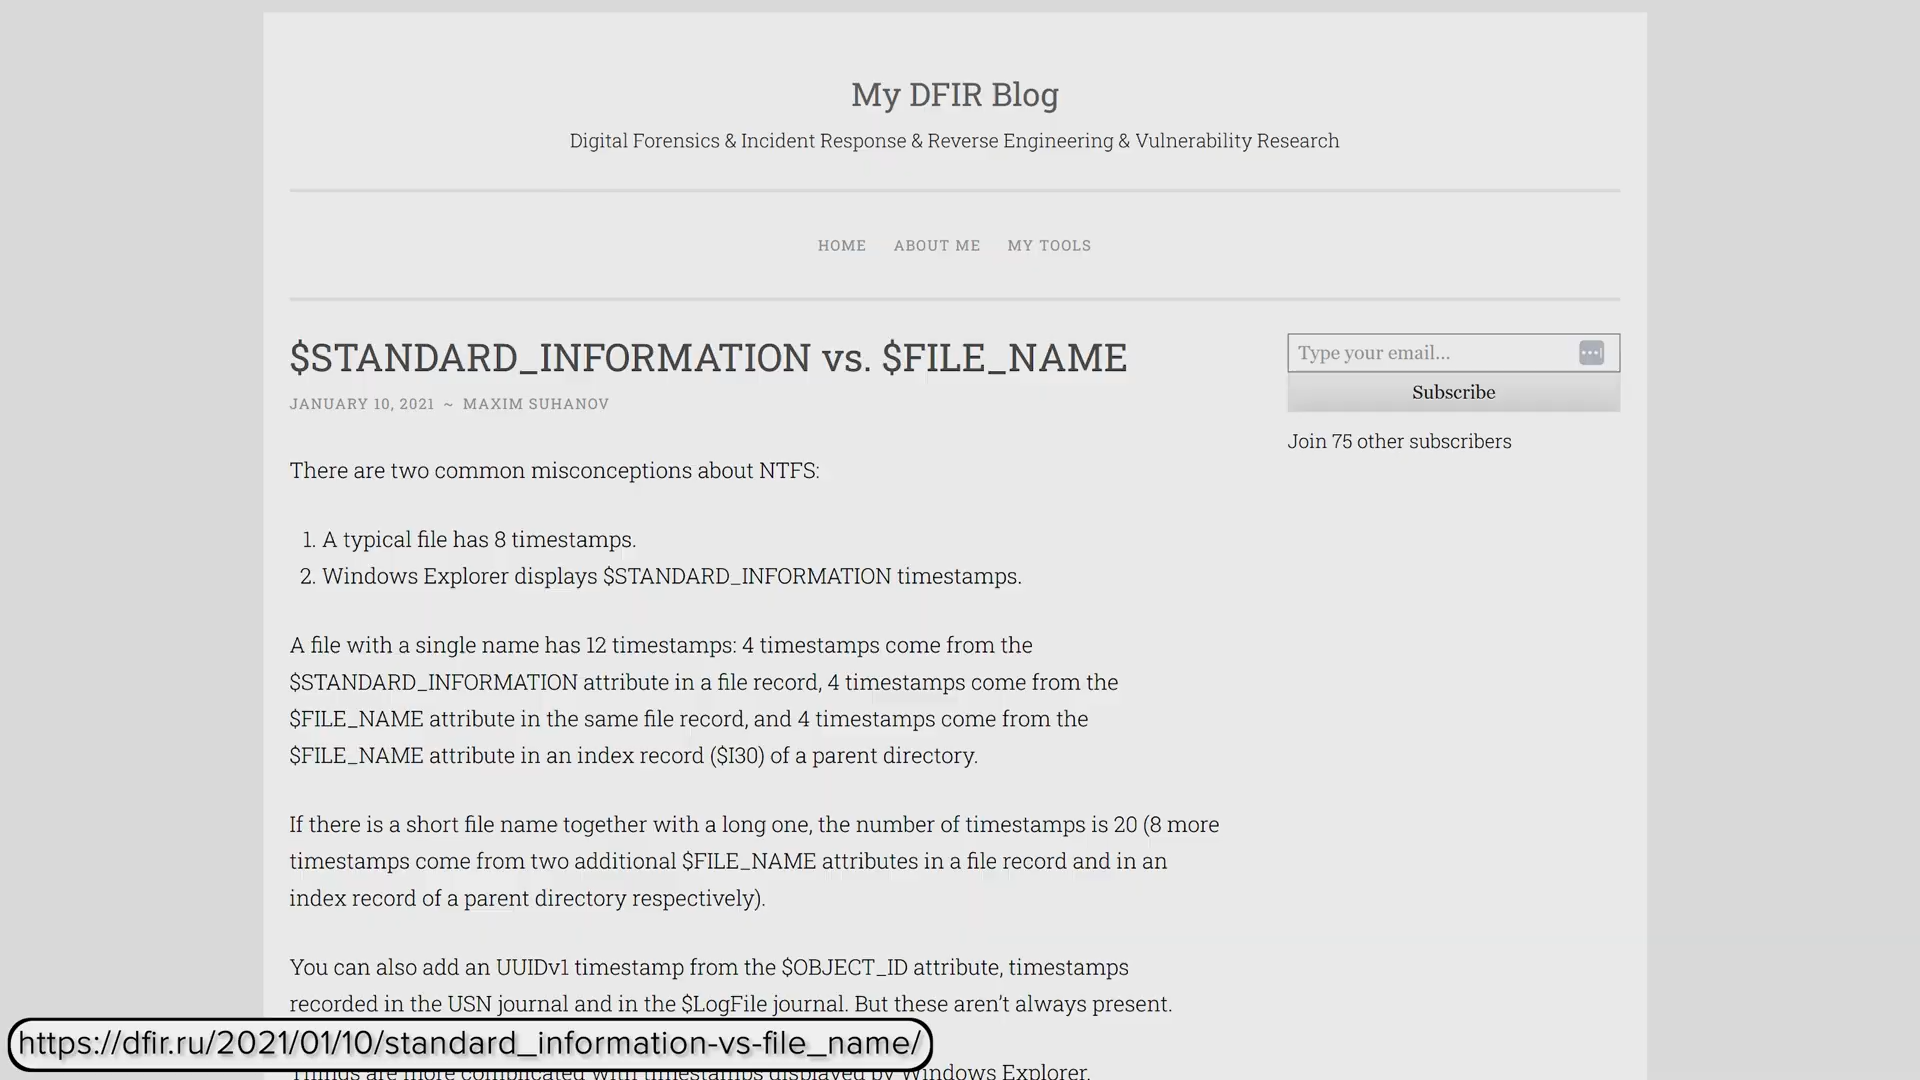 My DFIR Blog
Digital Forensics & Incident Response & Reverse Engineering & Vulnerability Research
HOME ABOUT ME MY TOOLS
$STANDARD_INFORMATION vs. $FILE_NAME
JANUARY 10, 2021 ~ MAXIM SUHANOV
There are two common misconceptions about NTFS:
1. A typical file has 8 timestamps.
2. Windows Explorer displays $STANDARD_INFORMATION timestamps.
A file with a single name has 12 timestamps: 4 timestamps come from the
$STANDARD_INFORMATION attribute in a file record, 4 timestamps come from the
$FILE_NAME attribute in the same file record, and 4 timestamps come from the
$FILE_NAME attribute in an index record ($I30) of a parent directory.
If there is a short file name together with a long one, the number of timestamps is 20 (8 more
timestamps come from two additional $FILE_NAME attributes in a file record and in an
index record of a parent directory respectively).
You can also add an UUIDv1 timestamp from the $OBJECT_ID attribute, timestamps
recorded in the USN journal and in the $LogFile journal. But these aren’t always present.
Things are more complicated with timestamps displayed by Windows Explorer.
Type your email...
Subscribe
Join 75 other subscribers
https://dfir.ru/2021/01/10/standard_information-vs-file_name/